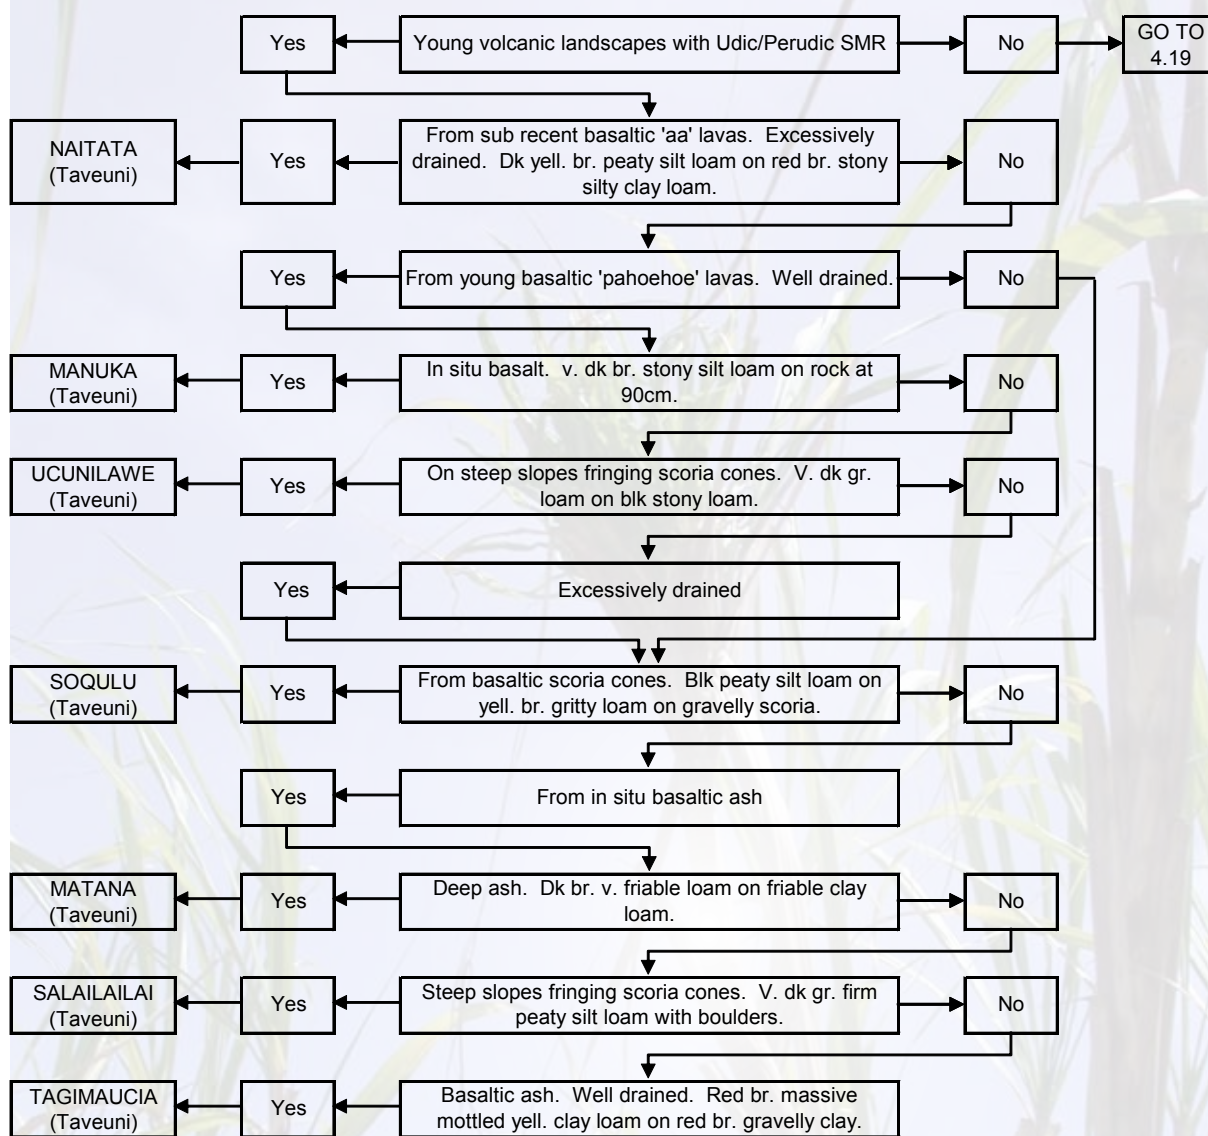 Yes
Young volcanic landscapes with Udic/Perudic SMR
No
GO TO
4.19
NAITATA
(Taveuni)
Yes
From sub recent basaltic 'aa' lavas. Excessively
drained. Dk yell. br. peaty silt loam on red br. stony
silty clay loam.
No
Yes
From young basaltic 'pahoehoe' lavas. Well drained.
No
MANUKA
(Taveuni)
Yes
In situ basalt. v. dk br. stony silt loam on rock at
90cm.
No
UCUNILAWE
(Taveuni)
Yes
On steep slopes fringing scoria cones. V. dk gr.
loam on blk stony loam.
No
Yes
Excessively drained
SOQULU
(Taveuni)
Yes
From basaltic scoria cones. Blk peaty silt loam on
yell. br. gritty loam on gravelly scoria.
No
Yes
From in situ basaltic ash
MATANA
(Taveuni)
Yes
Deep ash. Dk br. v. friable loam on friable clay
loam.
No
SALAILAILAI
(Taveuni)
Yes
Steep slopes fringing scoria cones. V. dk gr. firm
peaty silt loam with boulders.
No
TAGIMAUCIA
(Taveuni)
Yes
Basaltic ash. Well drained. Red br. massive
mottled yell. clay loam on red br. gravelly clay.